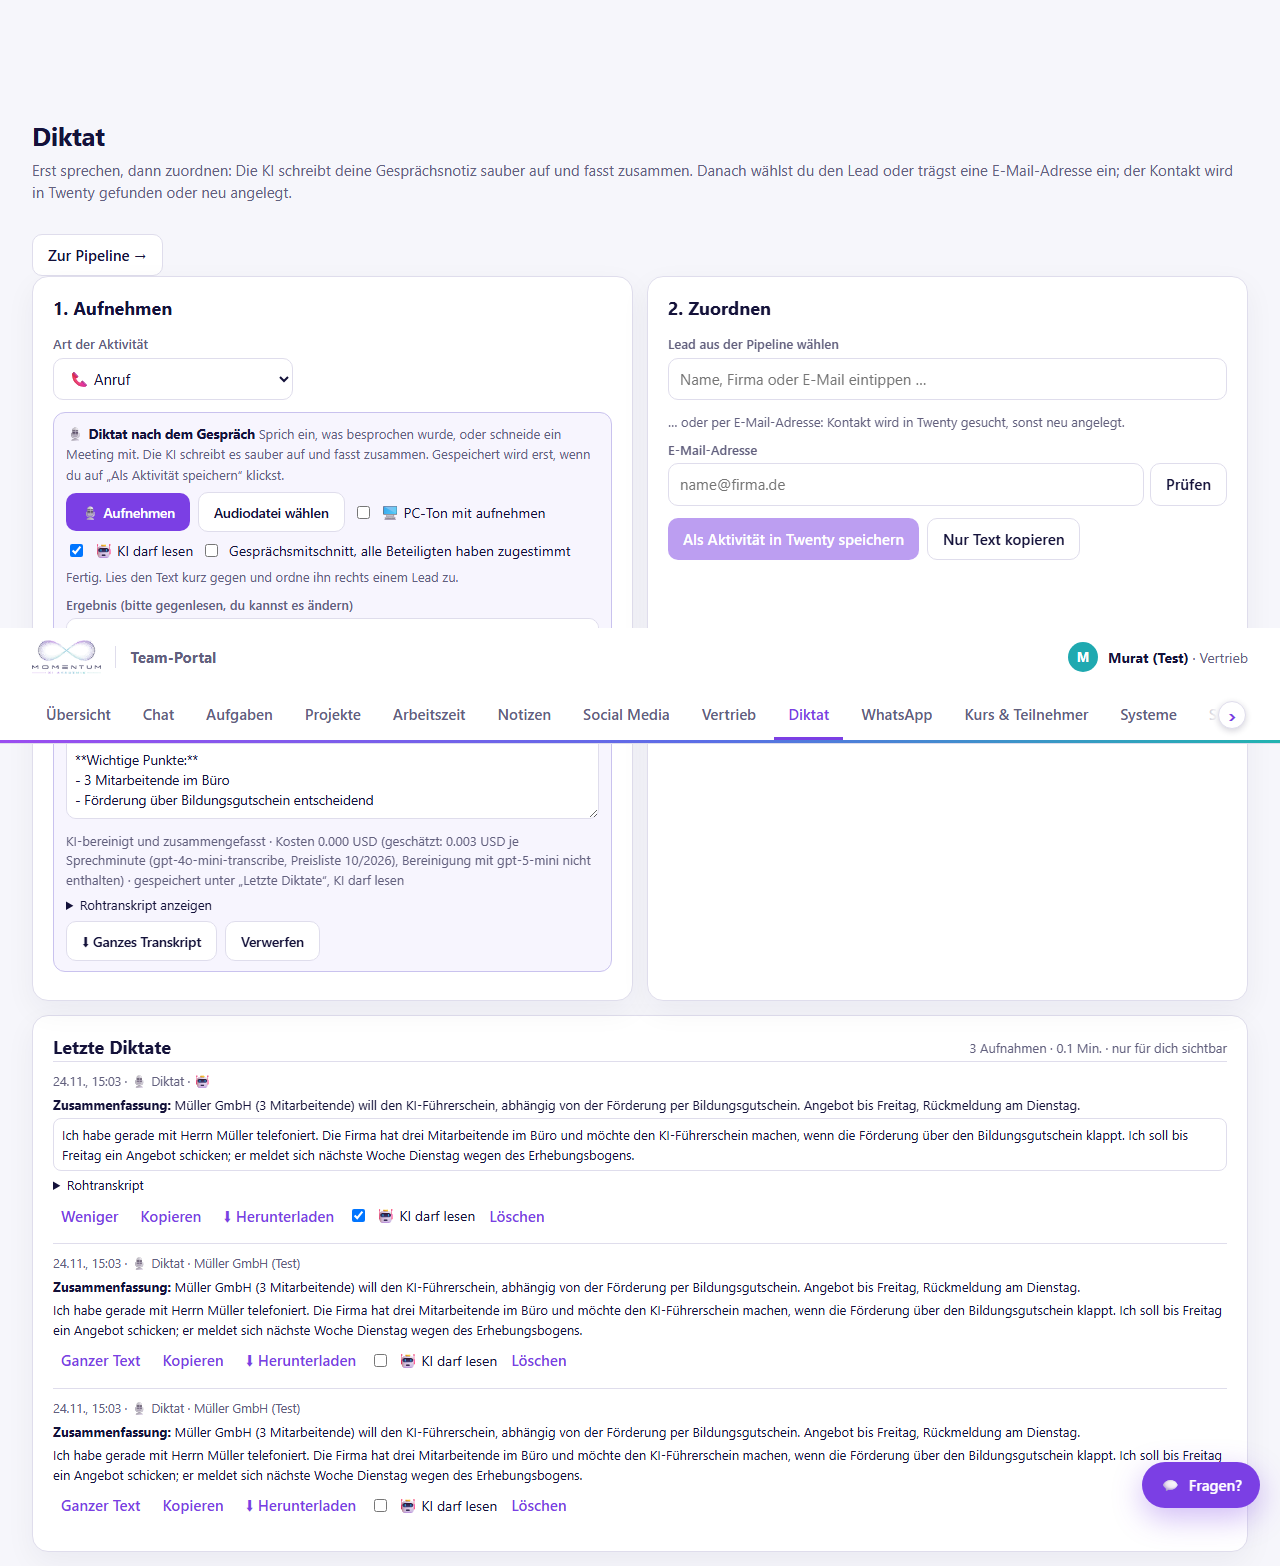 Diktat
Erst sprechen, dann zuordnen: Die KI schreibt deine Gesprächsnotiz sauber auf und fasst zusammen. Danach wählst du den Lead oder trägst eine E-Mail-Adresse ein; der Kontakt wird
in Twenty gefunden oder neu angelegt.
Zur Pipeline →
1. Aufnehmen
Art der Aktivität
Anruf
Diktat nach dem Gespräch Sprich ein, was besprochen wurde, oder schneide ein
Meeting mit. Die KI schreibt es sauber auf und fasst zusammen. Gespeichert wird erst, wenn
du auf „Als Aktivität speichern“ klickst.
Aufnehmen
Audiodatei wählen
PC-Ton mit aufnehmen
KI darf lesen
Gesprächsmitschnitt, alle Beteiligten haben zugestimmt
Fertig. Lies den Text kurz gegen und ordne ihn rechts einem Lead zu.
Ergebnis (bitte gegenlesen, du kannst es ändern)
2. Zuordnen
Lead aus der Pipeline wählen
Name, Firma oder E-Mail eintippen ...
... oder per E-Mail-Adresse: Kontakt wird in Twenty gesucht, sonst neu angelegt.
E-Mail-Adresse
name@firma.de
Prüfen
Als Aktivität in Twenty speichern
Nur Text kopieren
MOMENTUM
Team-Portal
M
Murat (Test) · Vertrieb
Übersicht
Chat
Aufgaben
Projekte
Arbeitszeit
Notizen
Social Media
Vertrieb
Diktat
WhatsApp
Kurs & Teilnehmer
Systeme
›
**Wichtige Punkte:**
- 3 Mitarbeitende im Büro
- Förderung über Bildungsgutschein entscheidend
KI-bereinigt und zusammengefasst · Kosten 0.000 USD (geschätzt: 0.003 USD je
Sprechminute (gpt-4o-mini-transcribe, Preisliste 10/2026), Bereinigung mit gpt-5-mini nicht
enthalten) · gespeichert unter „Letzte Diktate“, KI darf lesen
▶ Rohtranskript anzeigen
⬇ Ganzes Transkript
Verwerfen
Letzte Diktate
3 Aufnahmen · 0.1 Min. · nur für dich sichtbar
24.11., 15:03 · Diktat ·
Zusammenfassung: Müller GmbH (3 Mitarbeitende) will den KI-Führerschein, abhängig von der Förderung per Bildungsgutschein. Angebot bis Freitag, Rückmeldung am Dienstag.
Ich habe gerade mit Herrn Müller telefoniert. Die Firma hat drei Mitarbeitende im Büro und möchte den KI-Führerschein machen, wenn die Förderung über den Bildungsgutschein klappt. Ich soll bis
Freitag ein Angebot schicken; er meldet sich nächste Woche Dienstag wegen des Erhebungsbogens.
▶ Rohtranskript
Weniger
Kopieren
⬇ Herunterladen
KI darf lesen
Löschen
24.11., 15:03 · Diktat · Müller GmbH (Test)
Zusammenfassung: Müller GmbH (3 Mitarbeitende) will den KI-Führerschein, abhängig von der Förderung per Bildungsgutschein. Angebot bis Freitag, Rückmeldung am Dienstag.
Ich habe gerade mit Herrn Müller telefoniert. Die Firma hat drei Mitarbeitende im Büro und möchte den KI-Führerschein machen, wenn die Förderung über den Bildungsgutschein klappt. Ich soll bis Freitag
ein Angebot schicken; er meldet sich nächste Woche Dienstag wegen des Erhebungsbogens.
Ganzer Text
Kopieren
⬇ Herunterladen
KI darf lesen
Löschen
24.11., 15:03 · Diktat · Müller GmbH (Test)
Zusammenfassung: Müller GmbH (3 Mitarbeitende) will den KI-Führerschein, abhängig von der Förderung per Bildungsgutschein. Angebot bis Freitag, Rückmeldung am Dienstag.
Ich habe gerade mit Herrn Müller telefoniert. Die Firma hat drei Mitarbeitende im Büro und möchte den KI-Führerschein machen, wenn die Förderung über den Bildungsgutschein klappt. Ich soll bis Freitag
ein Angebot schicken; er meldet sich nächste Woche Dienstag wegen des Erhebungsbogens.
Ganzer Text
Kopieren
⬇ Herunterladen
KI darf lesen
Löschen
Fragen?